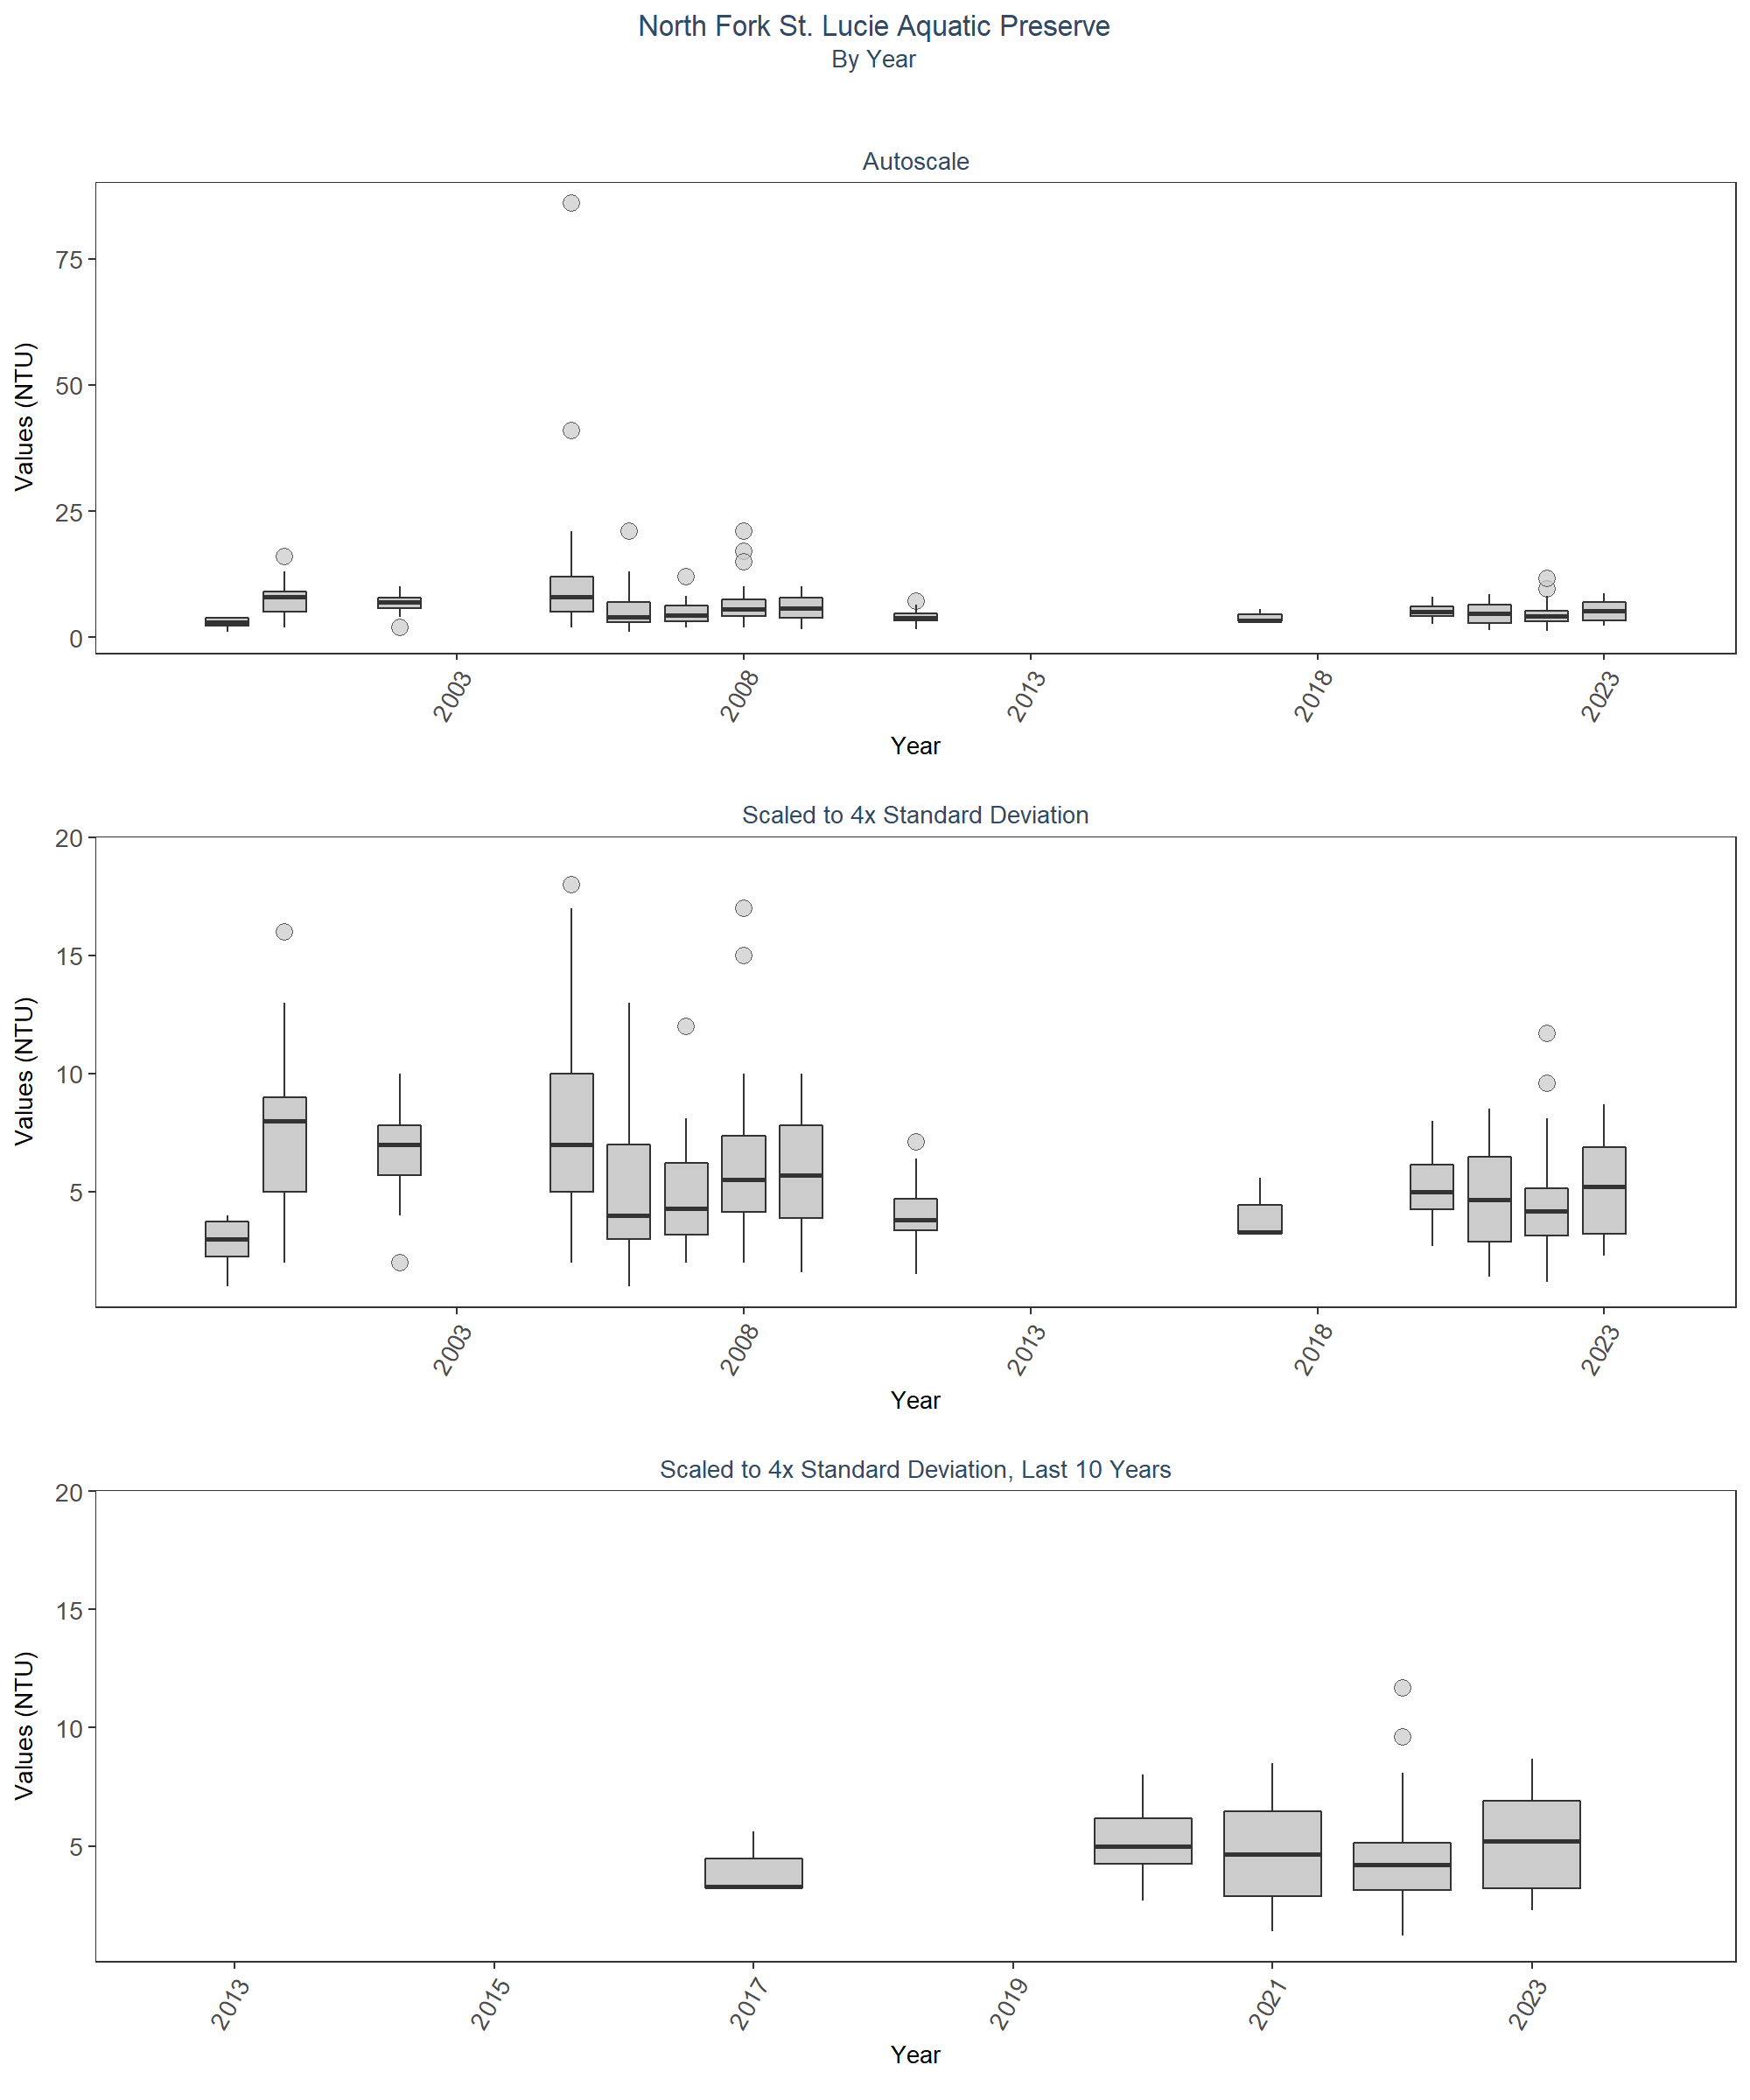 North Fork St. Lucie Aquatic Preserve
By Year
Autoscale
Values (NTU)
75
50
25
0
2003 2008 2013 2018 2023
Year
Scaled to 4x Standard Deviation
Values (NTU)
20
15
10
5
2003 2008 2013 2018 2023
Year
Scaled to 4x Standard Deviation, Last 10 Years
Values (NTU)
20
15
10
5
2013 2015 2017 2019 2021 2023
Year